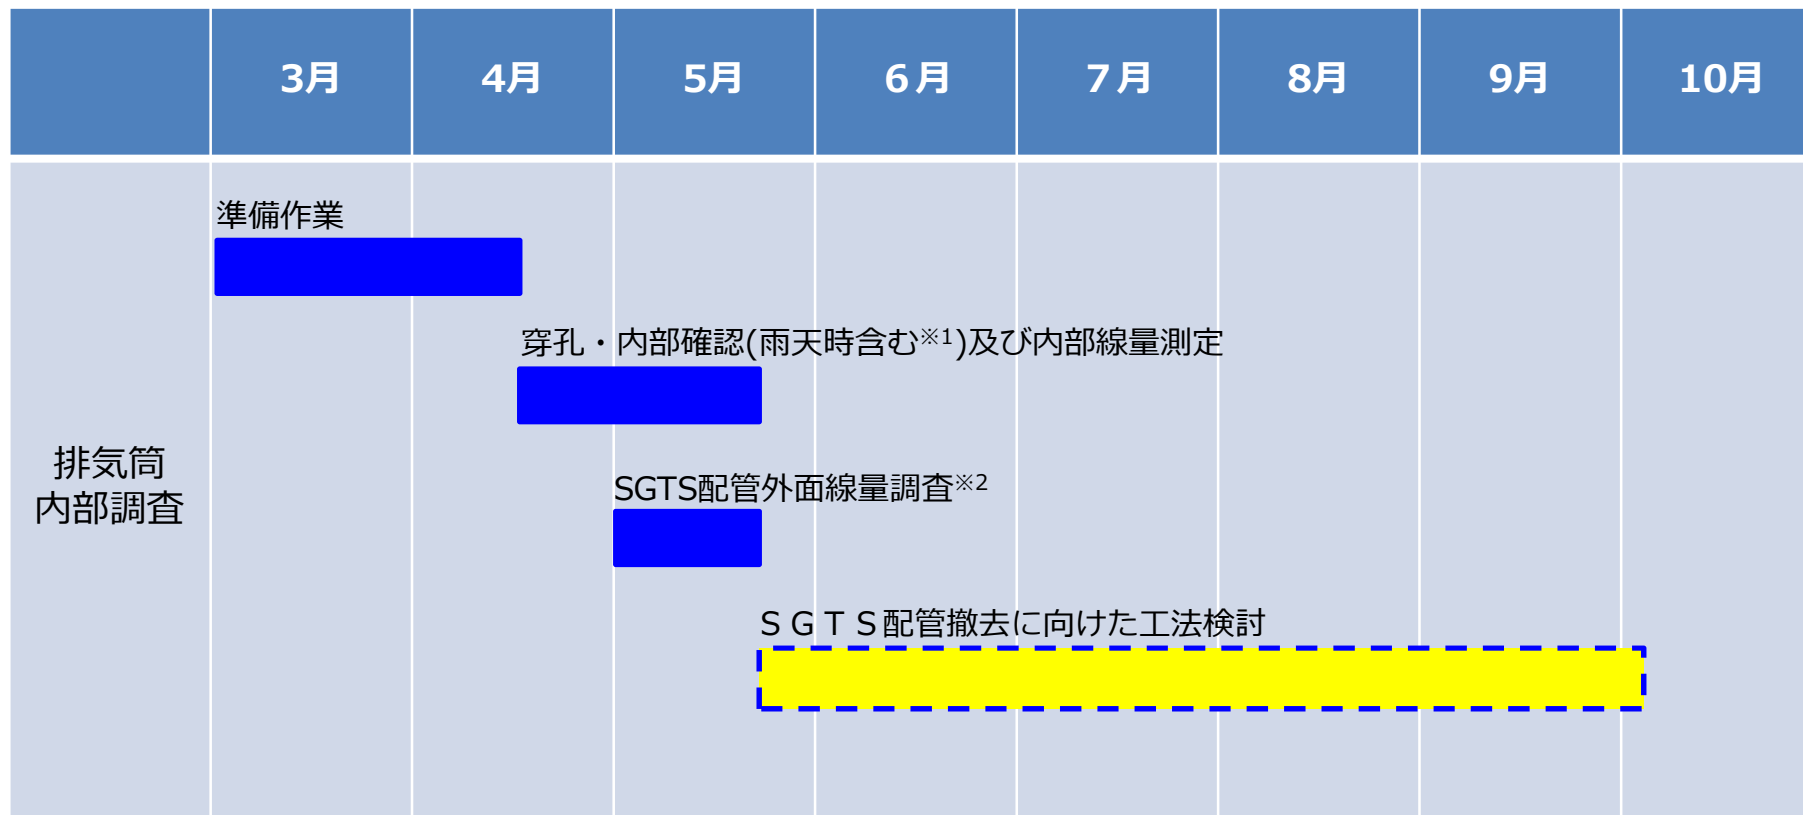 3月 4月 5月 ６月 ７月 8月 9月 10月
準備作業
穿孔・内部確認(雨天時含む※1)及び内部線量測定
排気筒
内部調査
SGTS配管外面線量調査※2
ＳＧＴＳ配管撤去に向けた工法検討